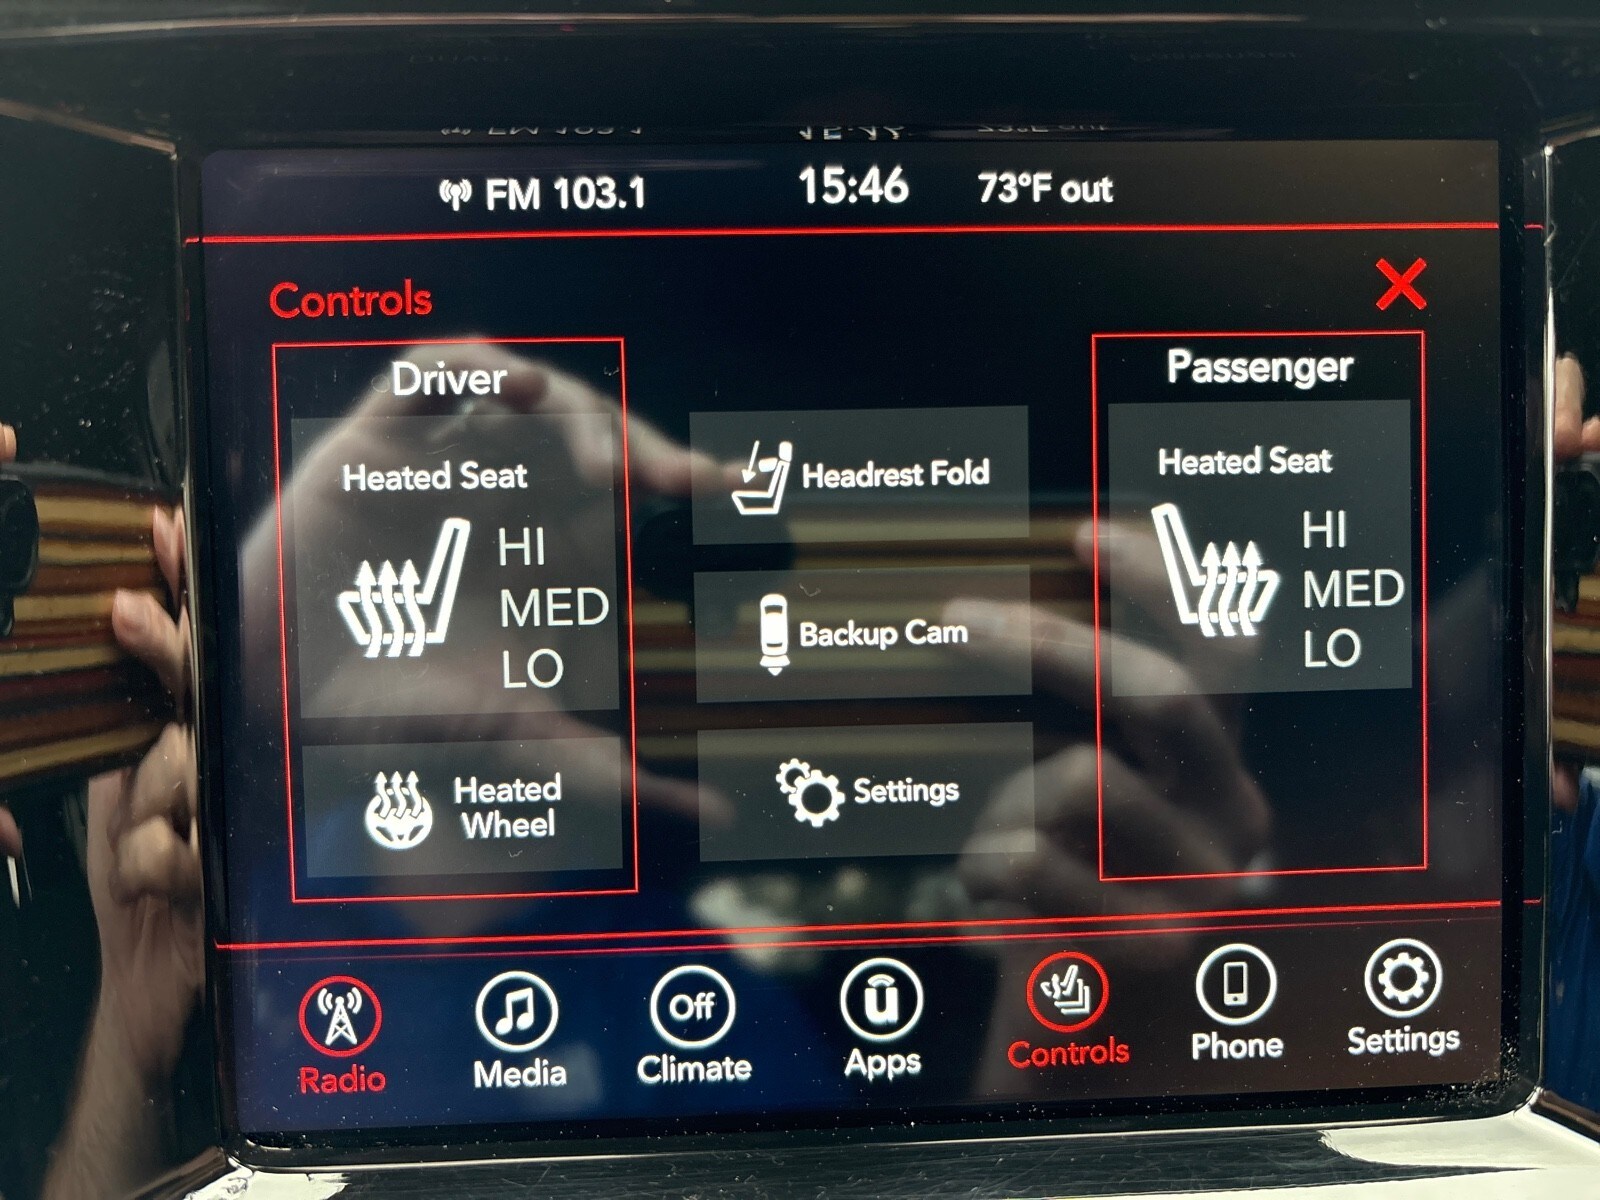 FM 103.1 15:46 73°F out
Controls
Driver
Heated Seat
HI
MED
LO
Heated
Wheel
Headrest Fold
Backup Cam
Settings
Passenger
Heated Seat
HI
MED
LO
Radio
Media
Off
Climate
u
Apps
Controls
Phone
Settings